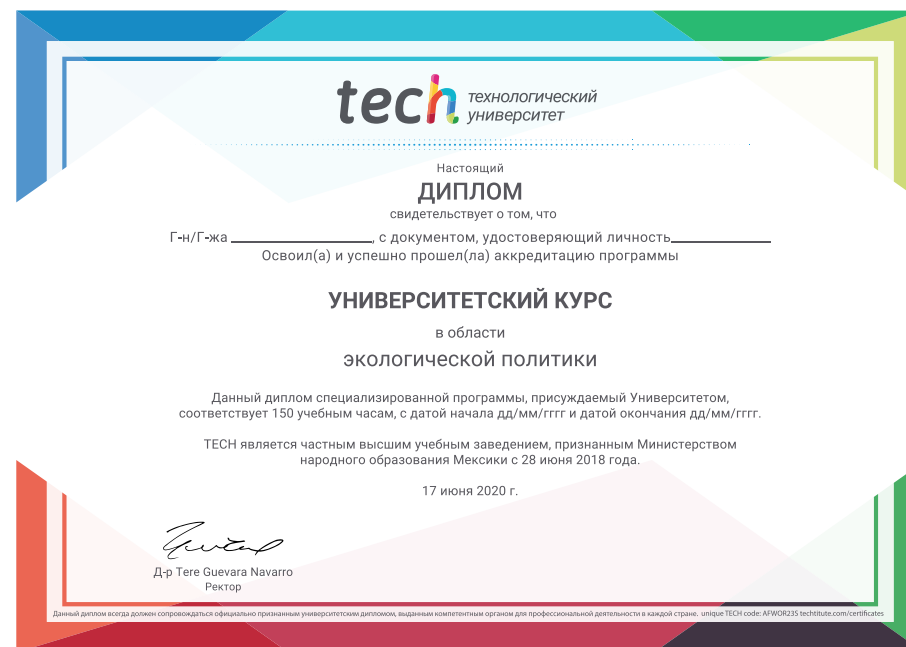 tech технологический
университет
Настоящий
ДИПЛОМ
свидетельствует о том, что
Г-н/Г-жа ____________________, с документом, удостоверяющий личность______________
Освоил(а) и успешно прошел(ла) аккредитацию программы
УНИВЕРСИТЕТСКИЙ КУРС
в области
экологической политики
Данный диплом специализированной программы, присуждаемый Университетом,
соответствует 150 учебным часам, с датой начала дд/мм/гггг и датой окончания дд/мм/гггг.
TECH является частным высшим учебным заведением, признанным Министерством
народного образования Мексики с 28 июня 2018 года.
17 июня 2020 г.
Д-р Tere Guevara Navarro
Ректор
Данный диплом всегда должен сопровождаться официально признанным университетским дипломом, выданным компетентным органом для профессиональной деятельности в каждой стране. unique TECH code: AFWOR23S techtitute.com/certificates